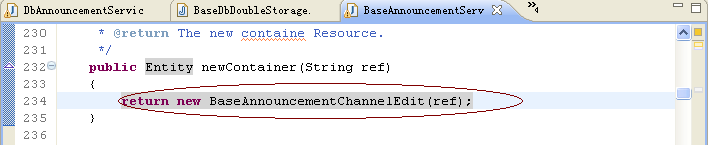 DbAnnouncementServic BaseDbDoubleStorage. BaseAnnouncementServ 4
230 * @return The new containe Resource.
231 */
232 public Entity newContainer(String ref)
233 {
234 return new BaseAnnouncementChannelEdit(ref);
235 }
236